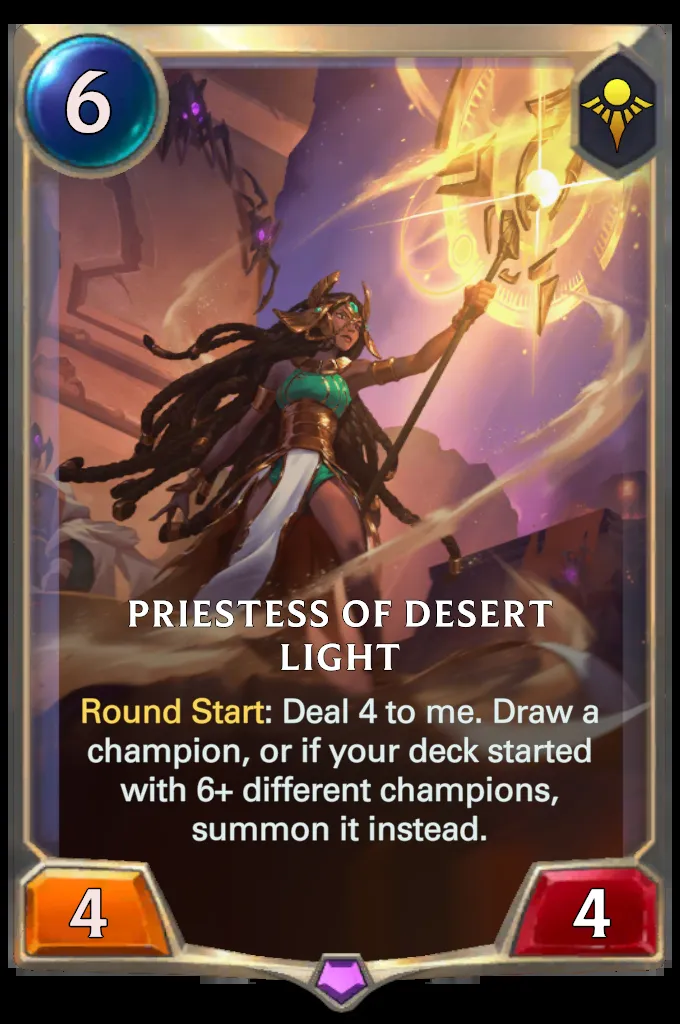 6
PRIESTESS OF DESERT
LIGHT
Round Start: Deal 4 to me. Draw a
champion, or if your deck started
with 6+ different champions,
summon it instead.
4
4